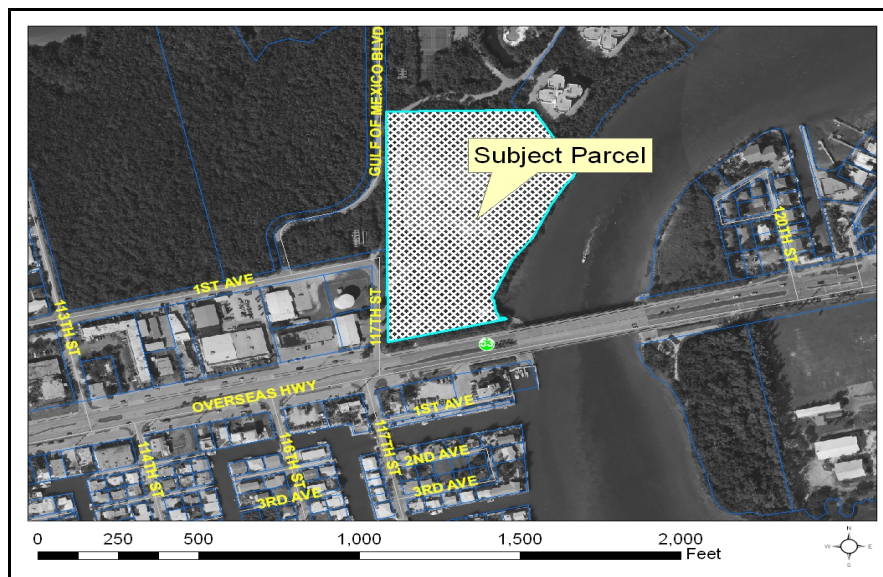 GULF OF MEXICO BLVD
Subject Parcel
120TH ST
1ST AVE
113TH ST
117TH ST
53
OVERSEAS HWY
1ST AVE
114TH ST
116TH ST
117TH ST
2ND AVE
3RD AVE
3RD AVE
0 250 500 1,000 1,500 2,000
Feet
N
W E
S